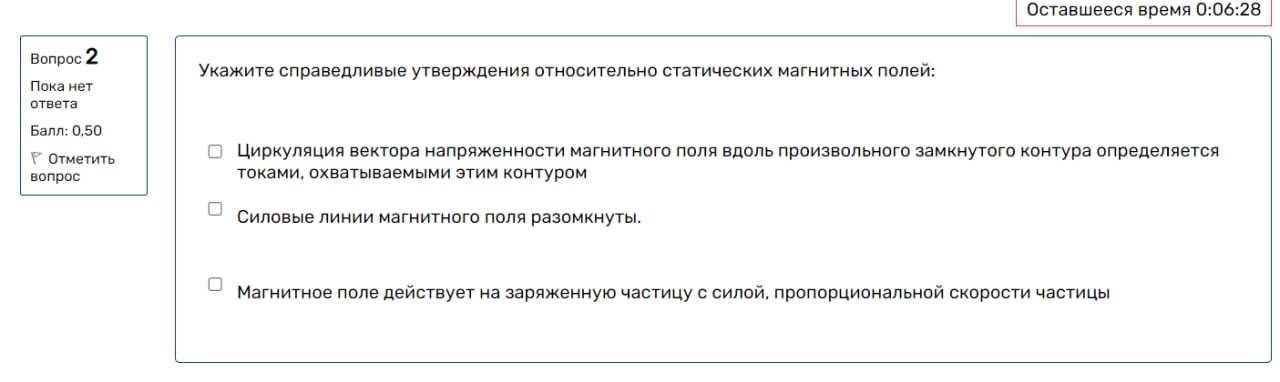 Оставшееся время 0:06:28
Вопрос 2
Пока нет
ответа
Балл: 0,50
Отметить
вопрос
Укажите справедливые утверждения относительно статических магнитных полей:
Циркуляция вектора напряженности магнитного поля вдоль произвольного замкнутого контура определяется
токами, охватываемыми этим контуром
Силовые линии магнитного поля разомкнуты.
Магнитное поле действует на заряженную частицу с силой, пропорциональной скорости частицы